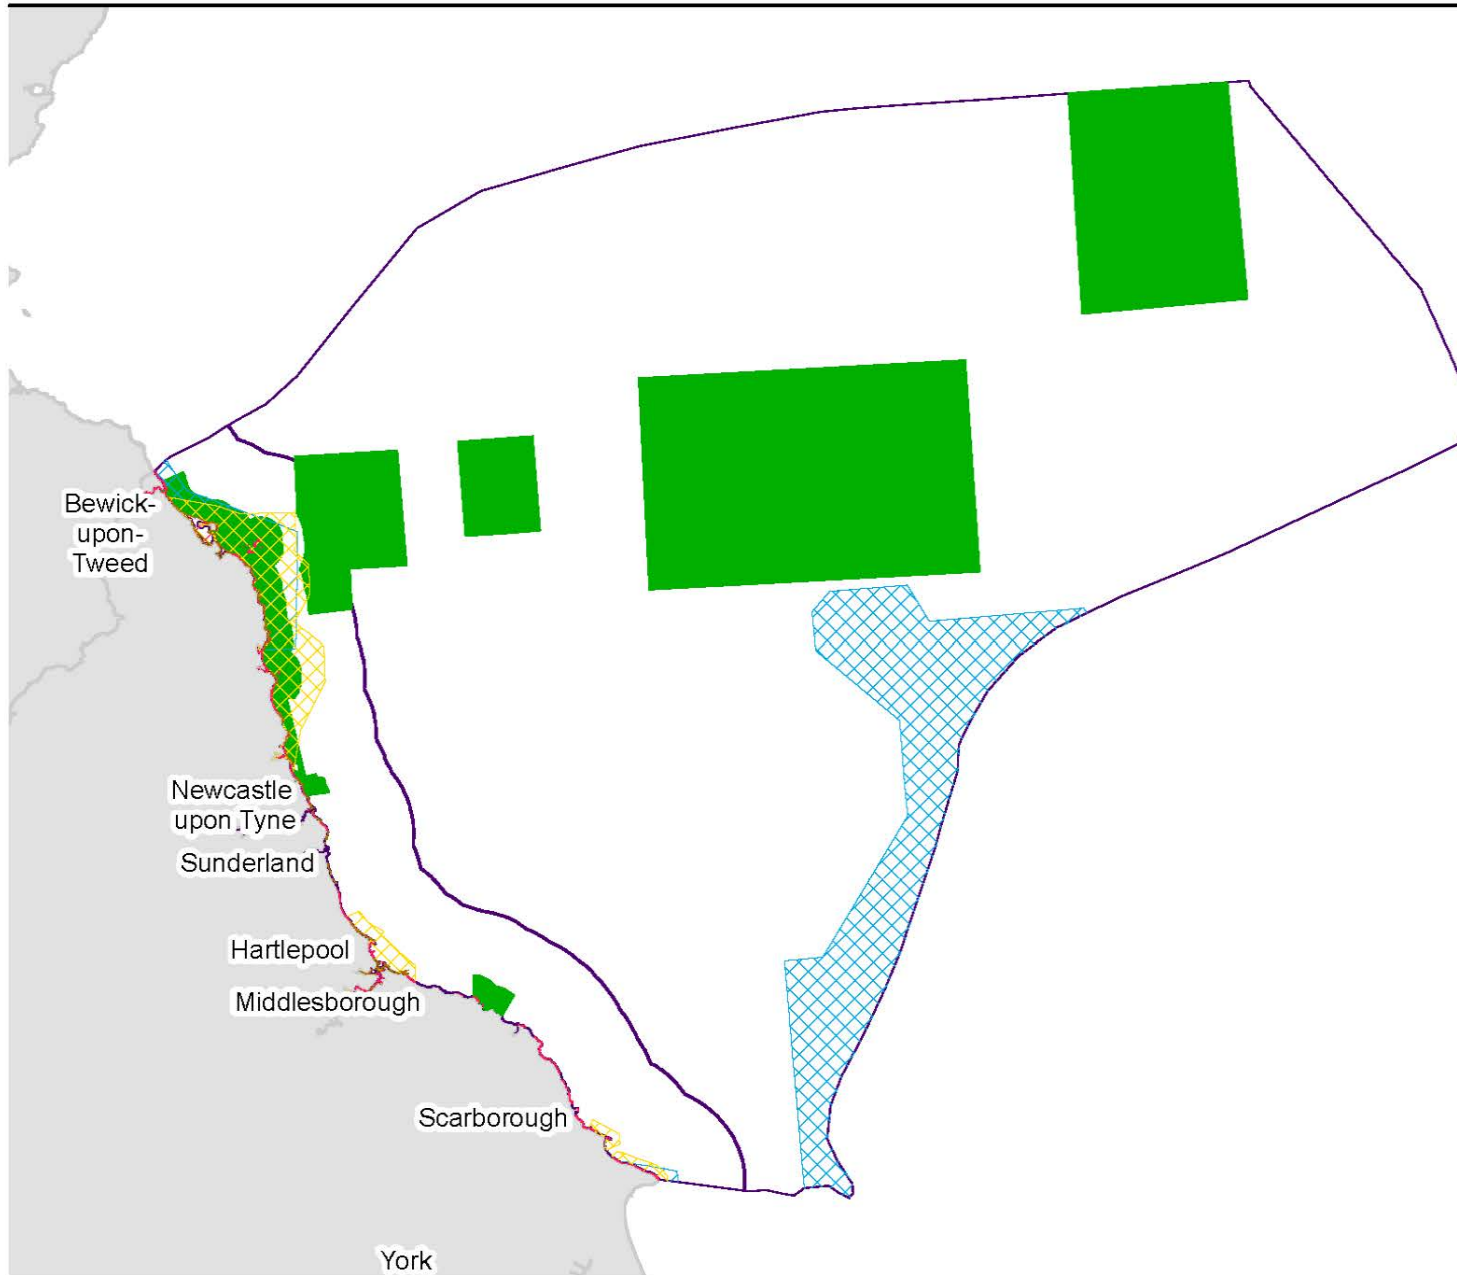 Bewick-
upon-
Tweed
Newcastle
upon Tyne
Sunderland
Hartlepool
Middlesborough
Scarborough
York